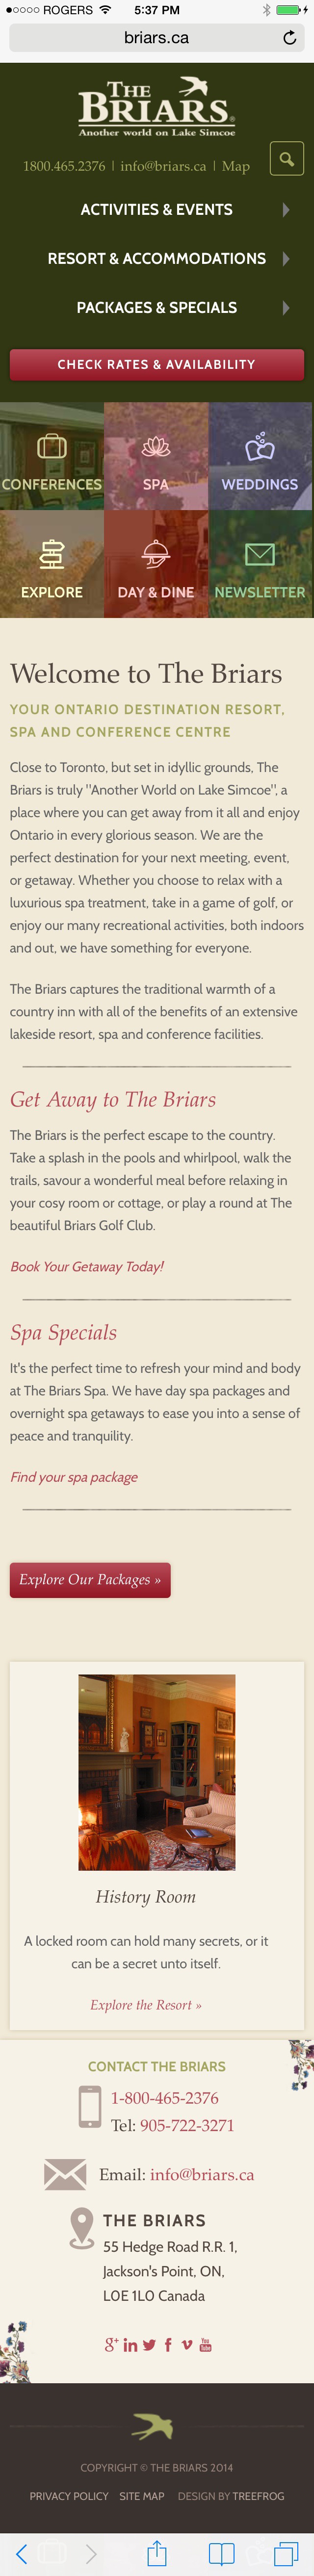 ROGERS 5:37 PM
briars.ca
THE
BRIARS
Another world on Lake Simcoe
1800.465.2376 | info@briars.ca | Map
ACTIVITIES & EVENTS
RESORT & ACCOMMODATIONS
PACKAGES & SPECIALS
CHECK RATES & AVAILABILITY
CONFERENCES SPA WEDDINGS
EXPLORE DAY & DINE NEWSLETTER
Welcome to The Briars
YOUR ONTARIO DESTINATION RESORT,
SPA AND CONFERENCE CENTRE
Close to Toronto, but set in idyllic grounds, The
Briars is truly "Another World on Lake Simcoe", a
place where you can get away from it all and enjoy
Ontario in every glorious season. We are the
perfect destination for your next meeting, event,
or getaway. Whether you choose to relax with a
luxurious spa treatment, take in a game of golf, or
enjoy our many recreational activities, both indoors
and out, we have something for everyone.
The Briars captures the traditional warmth of a
country inn with all of the benefits of an extensive
lakeside resort, spa and conference facilities.
Get Away to The Briars
The Briars is the perfect escape to the country.
Take a splash in the pools and whirlpool, walk the
trails, savour a wonderful meal before relaxing in
your cosy room or cottage, or play a round at The
beautiful Briars Golf Club.
Book Your Getaway Today!
Spa Specials
It's the perfect time to refresh your mind and body
at The Briars Spa. We have day spa packages and
overnight spa getaways to ease you into a sense of
peace and tranquility.
Find your spa package
Explore Our Packages »
History Room
A locked room can hold many secrets, or it
can be a secret unto itself.
Explore the Resort »
CONTACT THE BRIARS
1-800-465-2376
Tel: 905-722-3271
Email: info@briars.ca
THE BRIARS
55 Hedge Road R.R. 1,
Jackson's Point, ON,
L0E 1L0 Canada
COPYRIGHT © THE BRIARS 2014
PRIVACY POLICY SITE MAP DESIGN BY TREEFROG